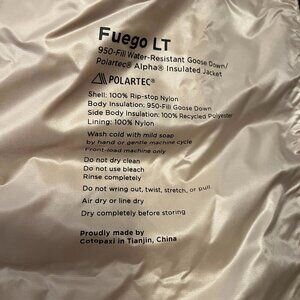 Fuego LT
950-Fill Water-Resistant Goose Down/
Polartec® Alpha® Insulated Jacket
POLARTEC®
Shell: 100% Rip-stop Nylon
Body Insulation: 950-Fill Goose Down
Side Body Insulation: 100% Recycled Polyester
Lining: 100% Nylon
Wash cold with mild soap
by hand or gentle machine cycle
Front-load machine only
Do not dry clean
Do not use bleach
Rinse completely
Do not wring out, twist, stretch, or pull
Air dry or line dry
Dry completely before storing
Proudly made by
Cotopaxi in Tianjin, China